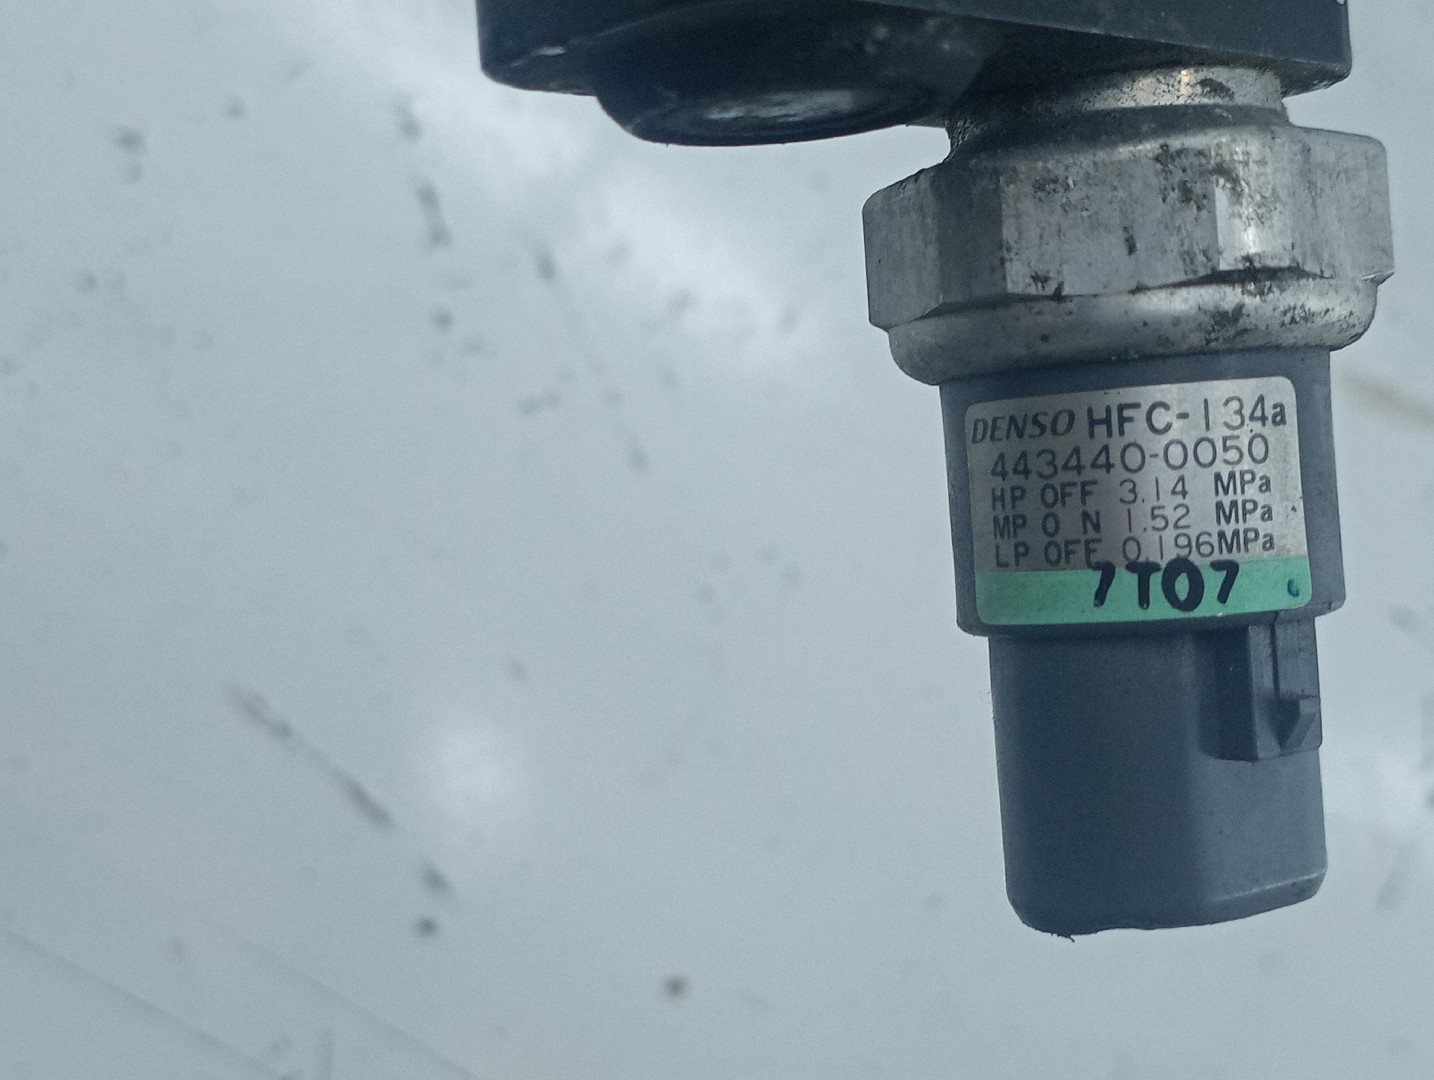 DENSO HFC-134a
443440-0050
HP OFF 3.14 MPa
MP O N 1.52 MPa
LP OFF 0.196MPa
7T07